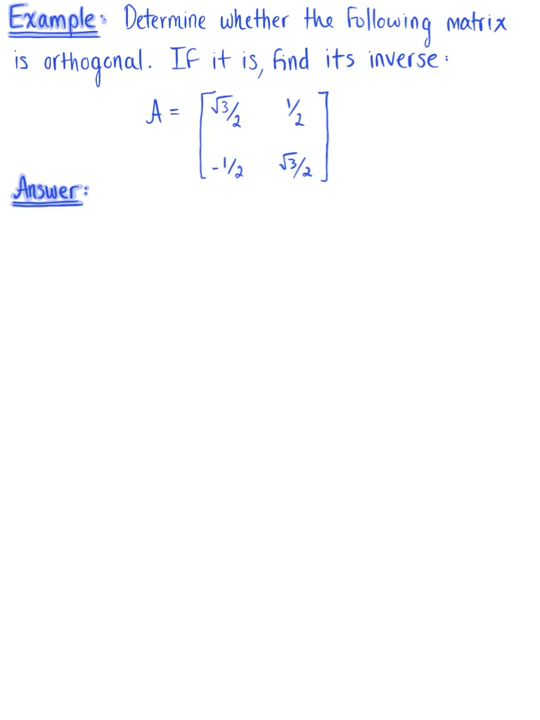 Example: Determine whether the following matrix
is orthogonal. If it is, find its inverse:
A = [√3/2 1/2
-1/2 √3/2]
Answer: